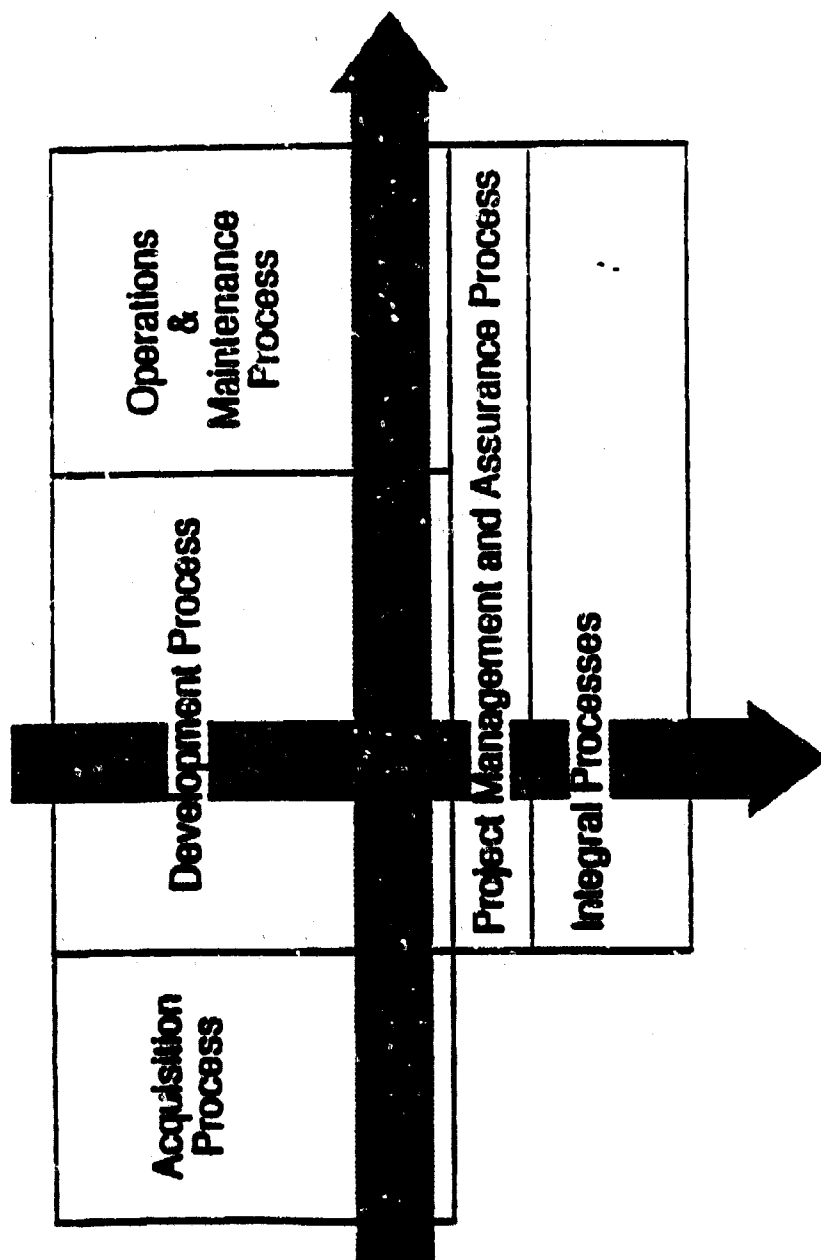 Acquisition
Process
Development Process
Operations
&
Maintenance
Process
Project Management and Assurance Process
Integral Processes